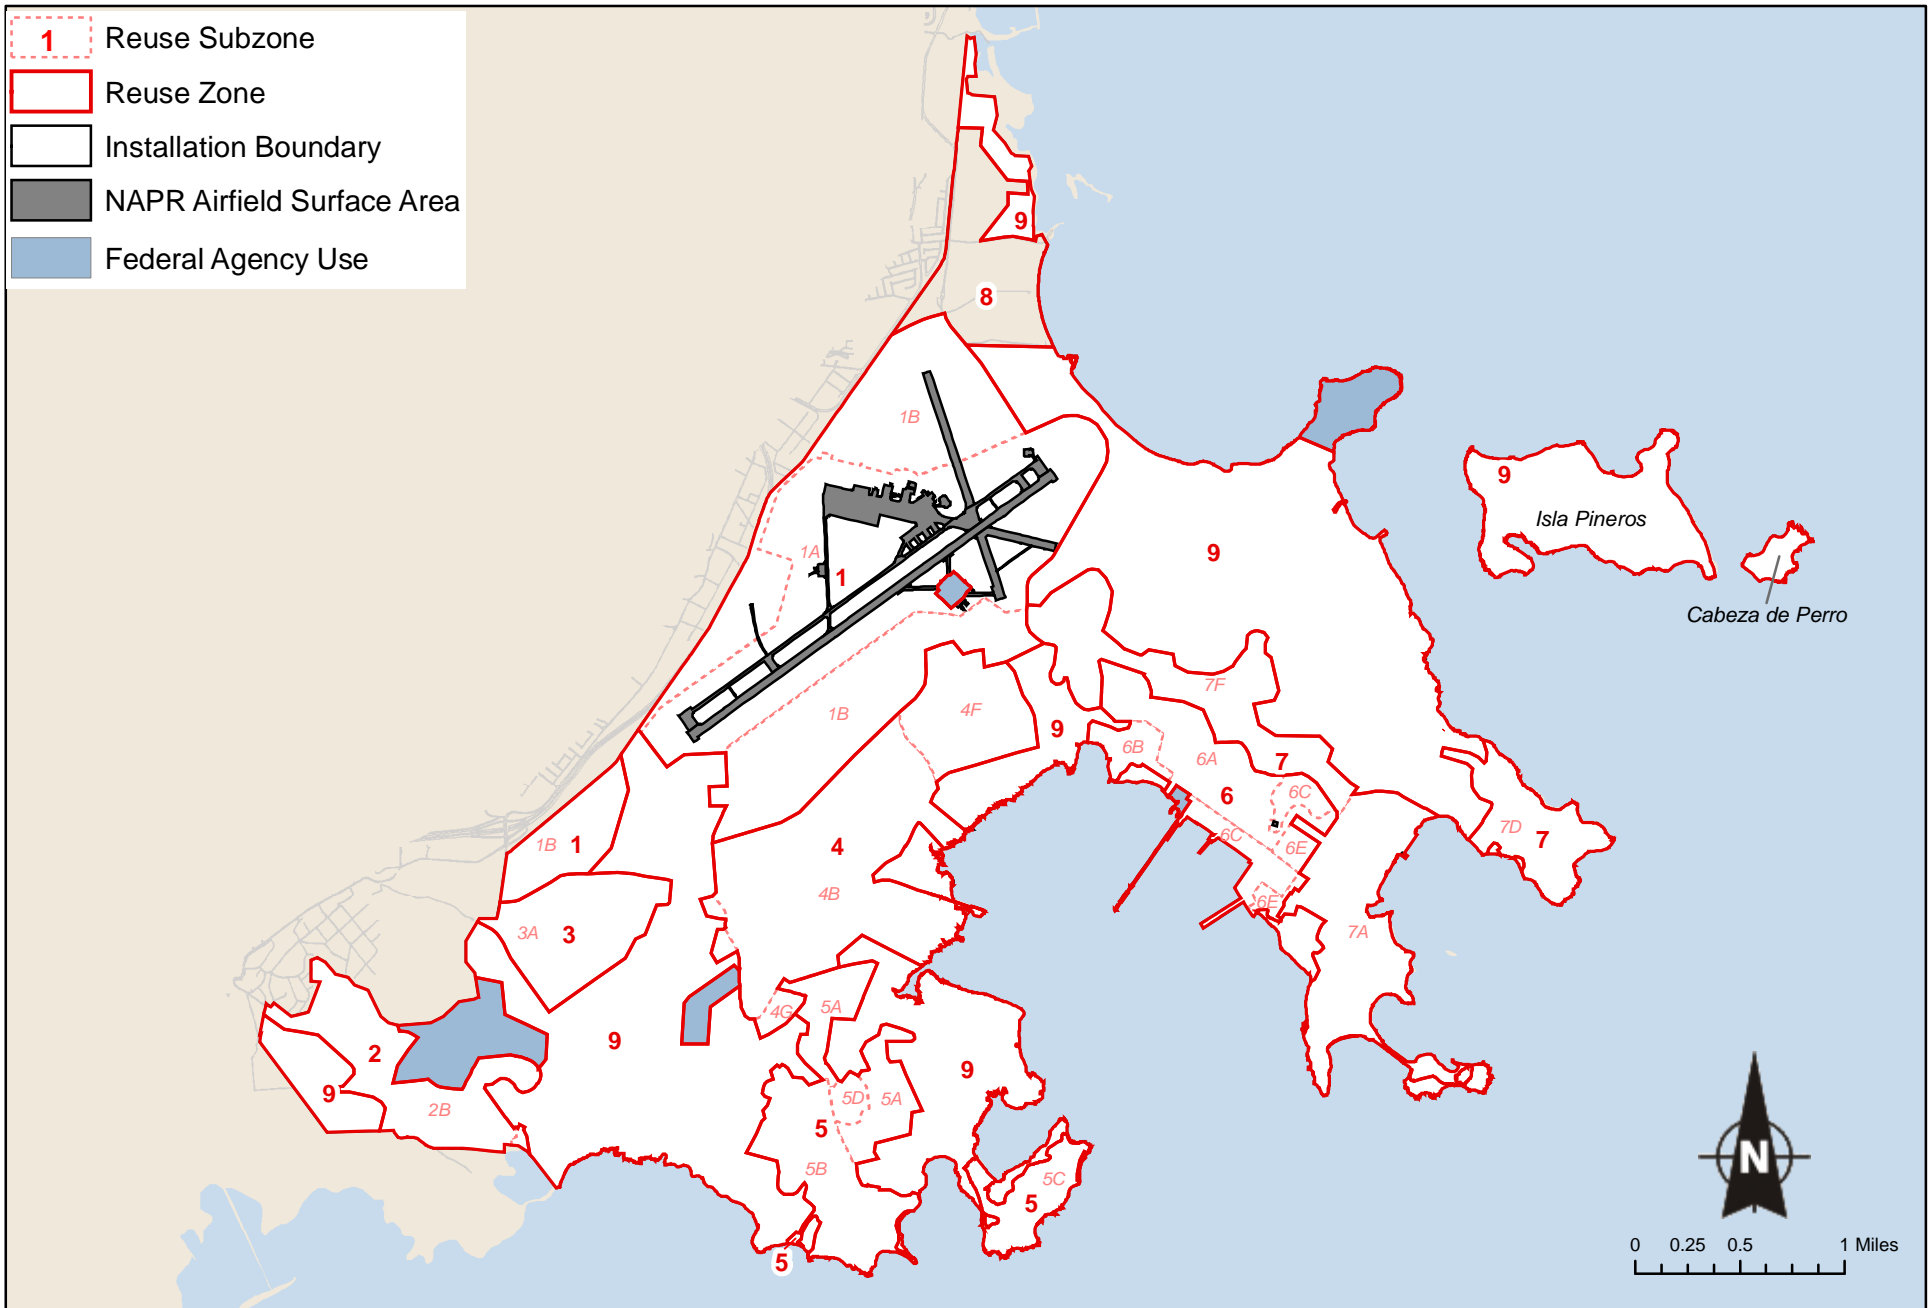 1 Reuse Subzone
Reuse Zone
Installation Boundary
NAPR Airfield Surface Area
Federal Agency Use
9
8
1B
9
Isla Pineros
9
1A
1
Cabeza de Perro
7F
1B
4F
9
6B
6A
7
6C
6
6C
6E
7D
7
1B
1
4
4B
6E
7A
3A
3
4G
5A
9
2
9
9
2B
5D
5A
5
5B
5C
5
5
N
0 0.25 0.5 1 Miles